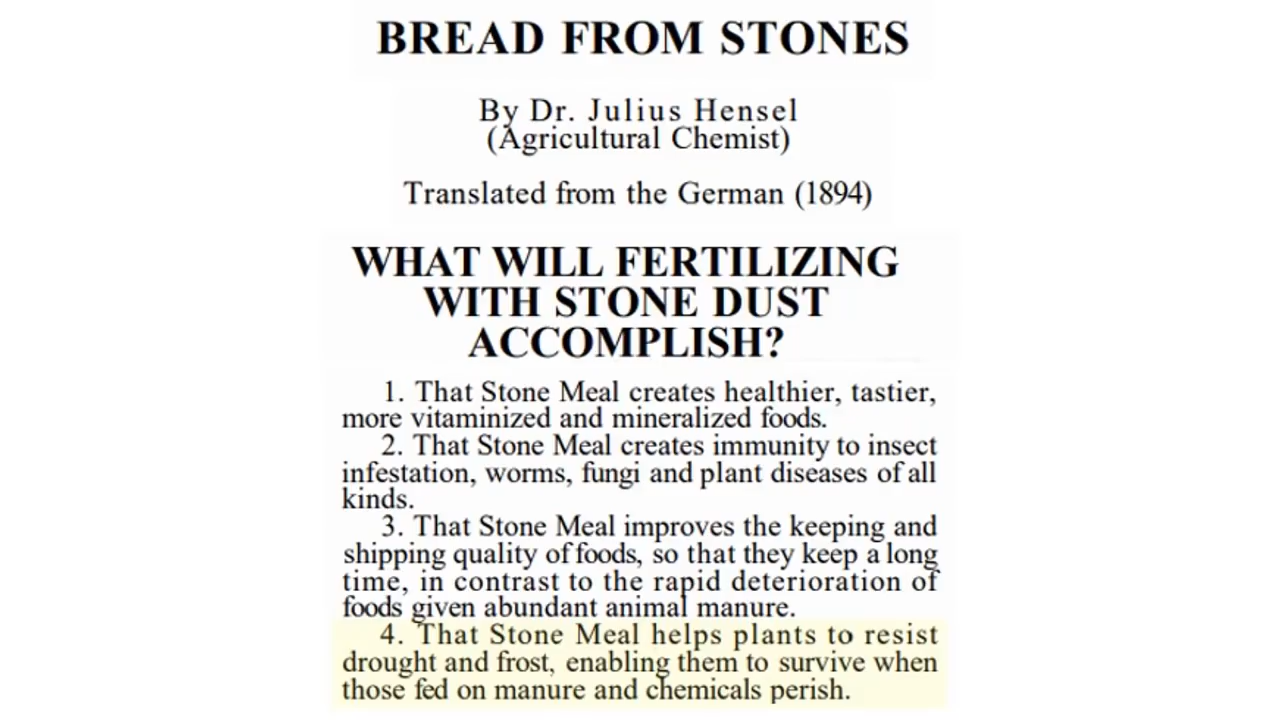 BREAD FROM STONES
By Dr. Julius Hensel
(Agricultural Chemist)
Translated from the German (1894)
WHAT WILL FERTILIZING
WITH STONE DUST
ACCOMPLISH?
1. That Stone Meal creates healthier, tastier,
more vitaminized and mineralized foods.
2. That Stone Meal creates immunity to insect
infestation, worms, fungi and plant diseases of all
kinds.
3. That Stone Meal improves the keeping and
shipping quality of foods, so that they keep a long
time, in contrast to the rapid deterioration of
foods given abundant animal manure.
4. That Stone Meal helps plants to resist
drought and frost, enabling them to survive when
those fed on manure and chemicals perish.